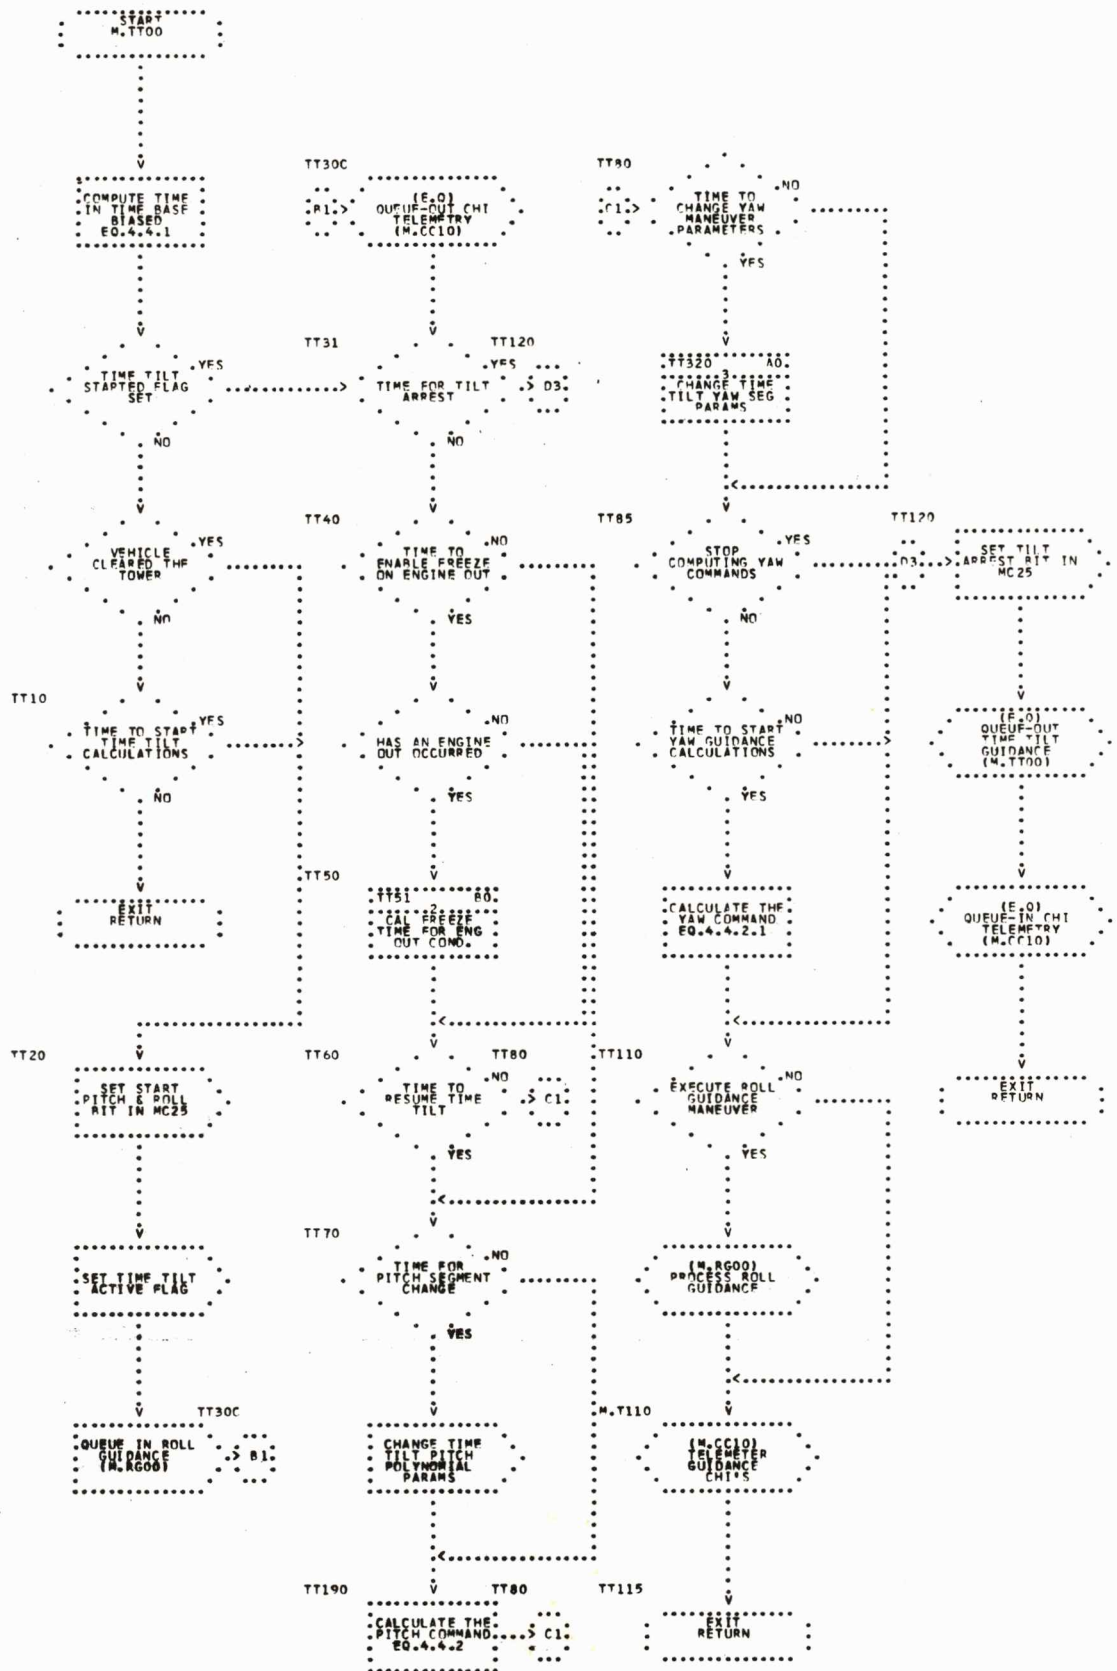 START
M.TT00
COMPUTE TIME
IN TIME BASE
BIASED
EQ.4.4.1
TIME TILT
STARTED FLAG
SET
YES
NO
VEHICLE
CLEARED THE
TOWER
YES
NO
TT10
TIME TO START
TIME TILT
CALCULATIONS
YES
NO
EXIT
RETURN
TT20
SET START
PITCH & ROLL
BIT IN MC25
SET TIME TILT
ACTIVE FLAG
TT30C
QUEUE IN ROLL
GUIDANCE
(M.RG00)
B1
TT30C
B1
(E.O)
QUEUE-OUT CHI
TELEMETRY
(M.CC10)
TT31
TIME FOR TILT
ARREST
TT120
YES
D3
NO
TT40
TIME TO
ENABLE FREEZE
ON ENGINE OUT
NO
YES
HAS AN ENGINE
OUT OCCURRED
NO
YES
TT50
TT51 B0
2
CAL FREEZE
TIME FOR ENG
OUT COND.
TT60
TIME TO
RESUME TIME
TILT
TT80
NO
C1
YES
TT70
TIME FOR
PITCH SEGMENT
CHANGE
NO
YES
CHANGE TIME
TILT PITCH
POLYNOMIAL
PARAMS
TT190
CALCULATE THE
PITCH COMMAND
EQ.4.4.2
TT80
C1
TT80
C1
TIME TO
CHANGE YAW
MANEUVER
PARAMETERS
NO
YES
TT320 A0
3
CHANGE TIME
TILT YAW SEG
PARAMS
TT85
STOP
COMPUTING YAW
COMMANDS
YES
NO
TIME TO START
YAW GUIDANCE
CALCULATIONS
NO
YES
CALCULATE THE
YAW COMMAND
EQ.4.4.2.1
TT110
EXECUTE ROLL
GUIDANCE
MANEUVER
NO
YES
(M.RG00)
PROCESS ROLL
GUIDANCE
M.T110
(M.CC10)
TELEMETER
GUIDANCE
CHI'S
TT115
EXIT
RETURN
TT120
D3
SET TILT
ARREST BIT IN
MC25
(E.O)
QUEUE-OUT
TIME TILT
GUIDANCE
(M.TT00)
(E.O)
QUEUE-IN CHI
TELEMETRY
(M.CC10)
EXIT
RETURN